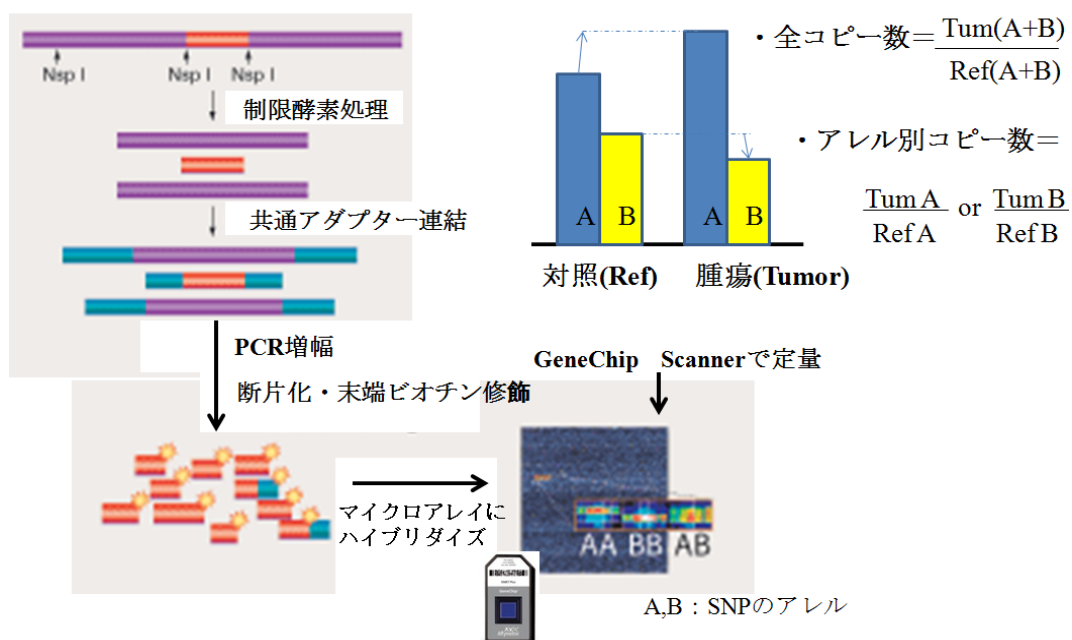 Nsp I
Nsp I
Nsp I
制限酵素処理
共通アダプター連結
PCR増幅
断片化・末端ビオチン修飾
マイクロアレイに
ハイブリダイズ
A
B
A
B
対照(Ref)
腫瘍(Tumor)
・全コピー数=
Tum(A+B)
Ref(A+B)
・アレル別コピー数=
Tum A or Tum B
Ref A Ref B
GeneChip Scannerで定量
AA BB AB
A,B:SNPのアレル